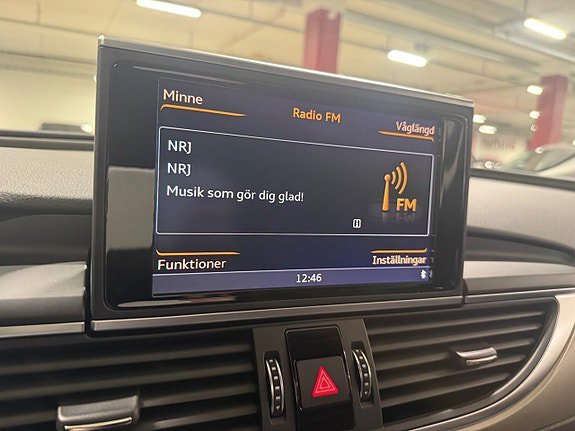 Minne
Radio FM
Våglängd
NRJ
NRJ
Musik som gör dig glad!
FM
Funktioner
Inställningar
12:46